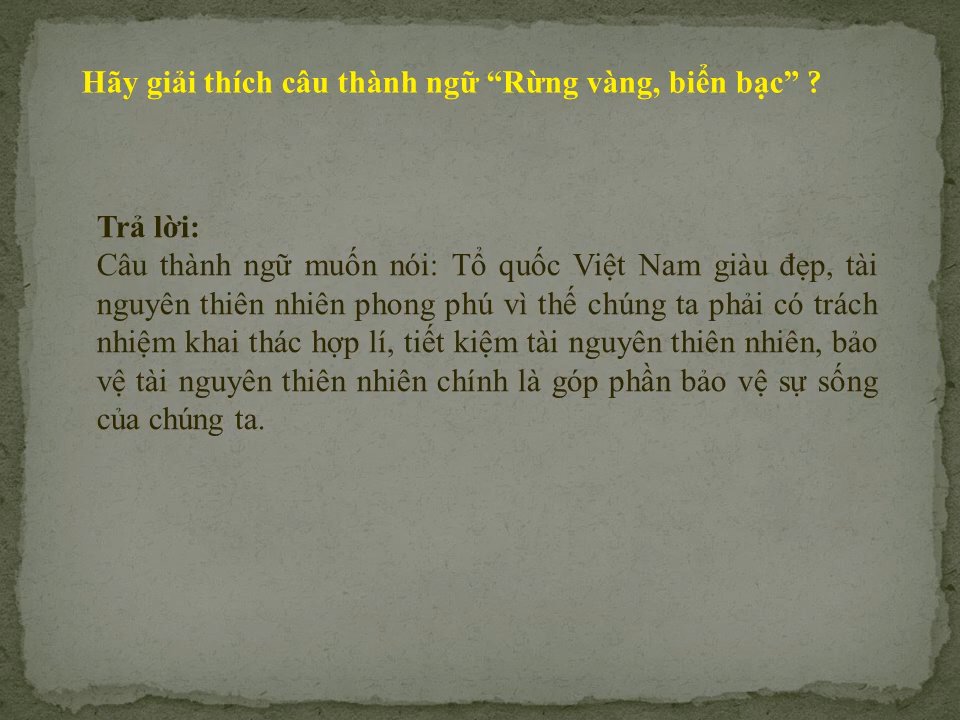 Hãy giải thích câu thành ngữ “Rừng vàng, biển bạc” ?
Trả lời:
Câu thành ngữ muốn nói: Tổ quốc Việt Nam giàu đẹp, tài
nguyên thiên nhiên phong phú vì thế chúng ta phải có trách
nhiệm khai thác hợp lí, tiết kiệm tài nguyên thiên nhiên, bảo
vệ tài nguyên thiên nhiên chính là góp phần bảo vệ sự sống
của chúng ta.